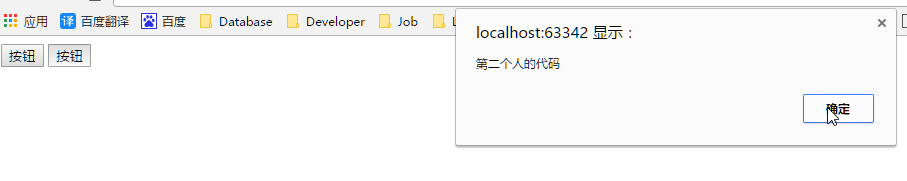 应用 译 百度翻译 百度 Database Developer Job
localhost:63342 显示：
第二个人的代码
确定
按钮 按钮